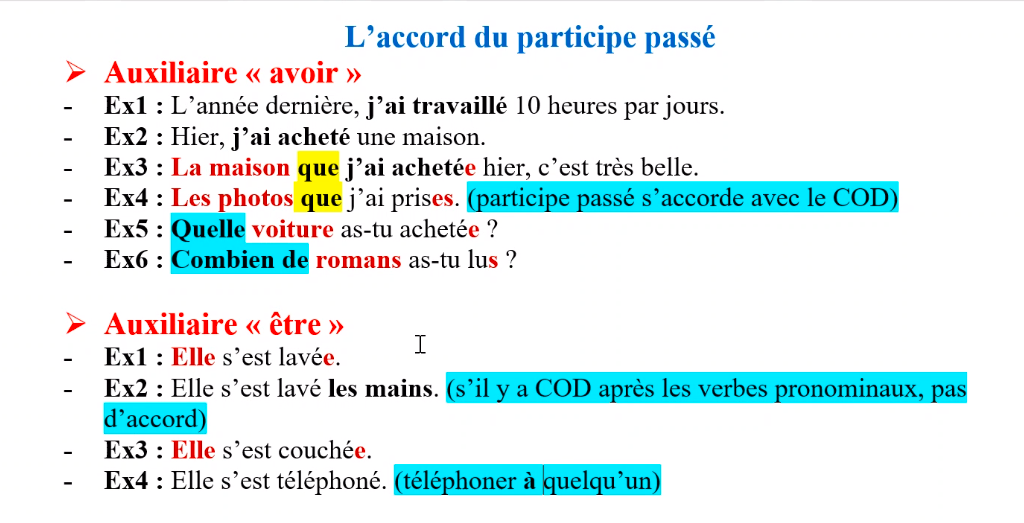 L’accord du participe passé
➢ Auxiliaire « avoir »
- Ex1 : L’année dernière, j’ai travaillé 10 heures par jours.
- Ex2 : Hier, j’ai acheté une maison.
- Ex3 : La maison que j’ai achetée hier, c’est très belle.
- Ex4 : Les photos que j’ai prises. (participe passé s’accorde avec le COD)
- Ex5 : Quelle voiture as-tu achetée ?
- Ex6 : Combien de romans as-tu lus ?
➢ Auxiliaire « être »
- Ex1 : Elle s’est lavée.
- Ex2 : Elle s’est lavé les mains. (s’il y a COD après les verbes pronominaux, pas
d’accord)
- Ex3 : Elle s’est couchée.
- Ex4 : Elle s’est téléphoné. (téléphoner à quelqu’un)